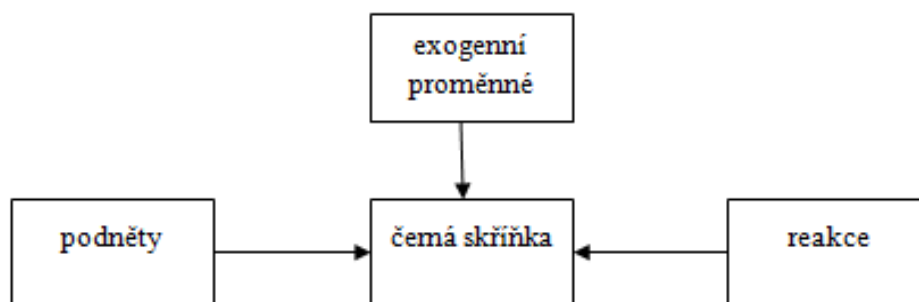 exogenní
proměnné
podněty
černá skříňka
reakce